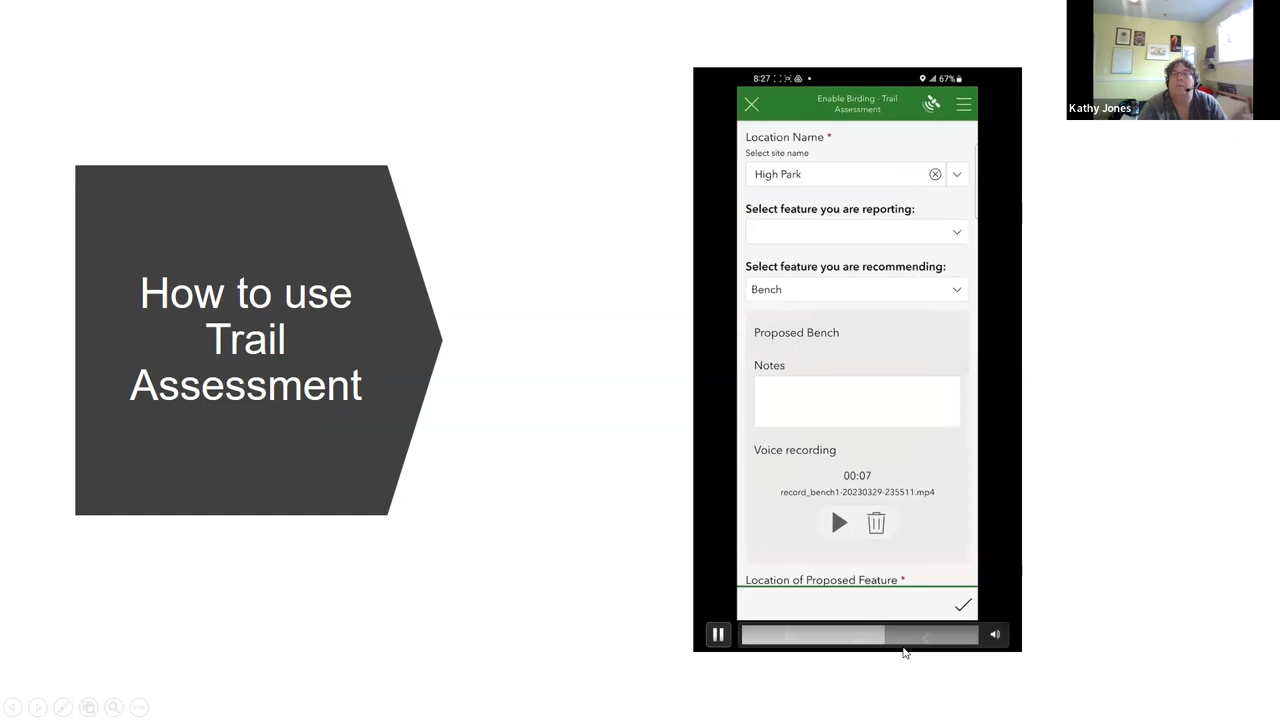 How to use
Trail
Assessment
8:27
67%
Enable Birding - Trail
Assessment
Location Name *
Select site name
High Park
Select feature you are reporting:
Select feature you are recommending:
Bench
Proposed Bench
Notes
Voice recording
00:07
record_bench1-20230329-235511.mp4
Location of Proposed Feature *
Kathy Jones